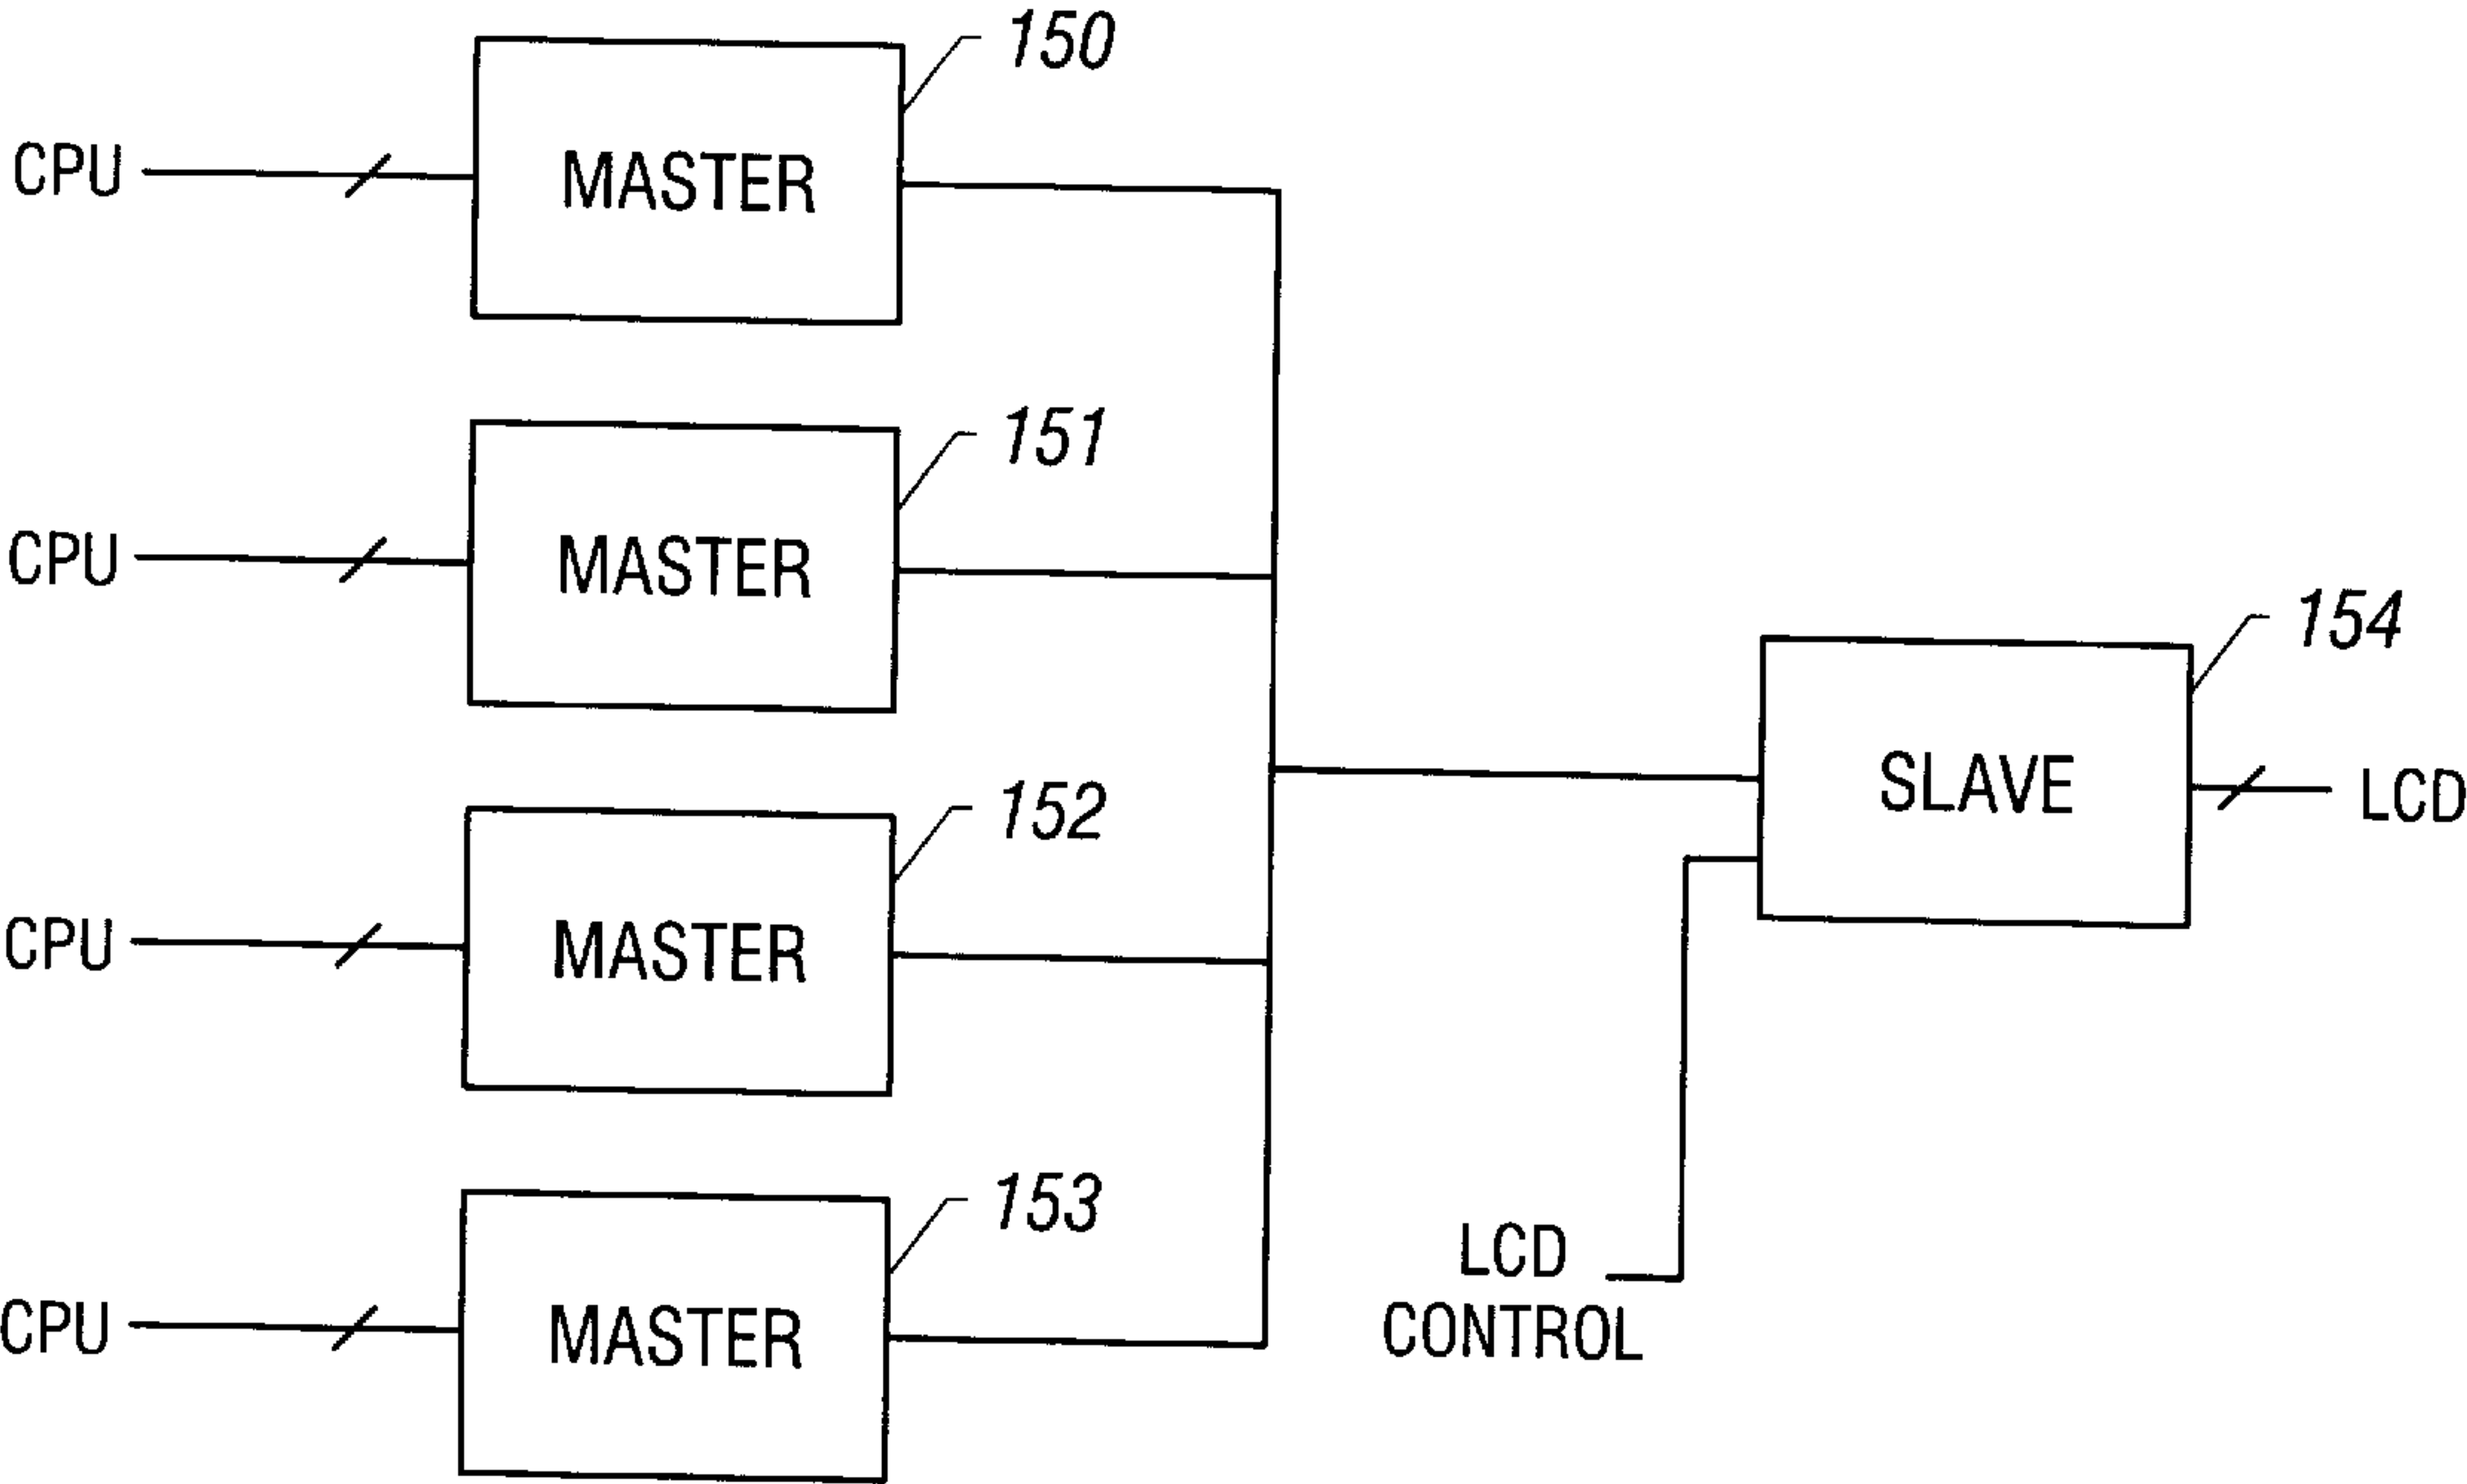 150
CPU
MASTER
151
CPU
MASTER
154
SLAVE
LCD
152
CPU
MASTER
153
LCD
CONTROL
CPU
MASTER